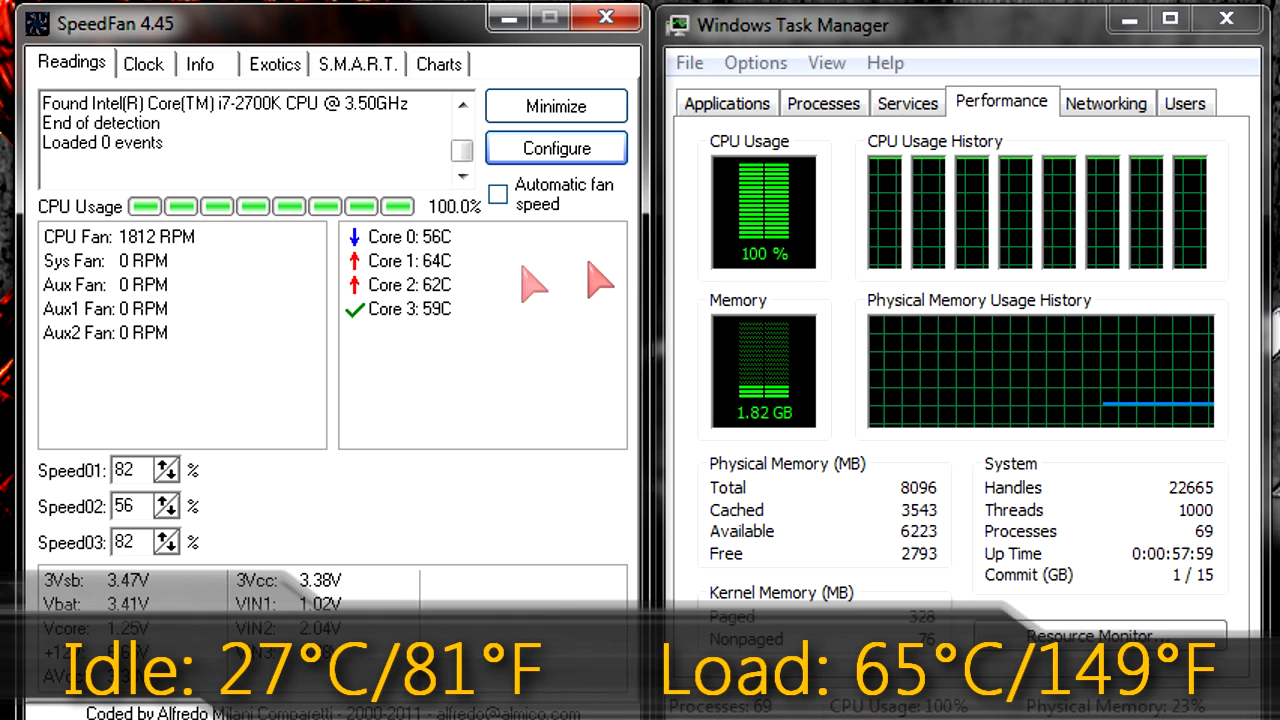 SpeedFan 4.45
Readings Clock Info Exotics S.M.A.R.T. Charts
Found Intel(R) Core(TM) i7-2700K CPU @ 3.50GHz
End of detection
Loaded 0 events
Minimize
Configure
Automatic fan
speed
CPU Usage 100.0%
CPU Fan: 1812 RPM
Sys Fan: 0 RPM
Aux Fan: 0 RPM
Aux1 Fan: 0 RPM
Aux2 Fan: 0 RPM
Core 0: 56C
Core 1: 64C
Core 2: 62C
Core 3: 59C
Speed01: 82 %
Speed02: 56 %
Speed03: 82 %
3Vsb: 3.47V 3Vcc: 3.38V
Vbat: 3.41V VIN1: 1.02V
Vcore: 1.25V VIN2: 2.04V
Idle: 27°C/81°F
Coded by Alfredo Milani Comparetti - 2000-2011 - alfredo@almico.com
Windows Task Manager
File Options View Help
Applications Processes Services Performance Networking Users
CPU Usage
100 %
CPU Usage History
Memory
1.82 GB
Physical Memory Usage History
Physical Memory (MB)
Total 8096
Cached 3543
Available 6223
Free 2793
System
Handles 22665
Threads 1000
Processes 69
Up Time 0:00:57:59
Commit (GB) 1 / 15
Kernel Memory (MB)
Paged 328
Nonpaged 76
Resource Monitor...
Load: 65°C/149°F
Processes: 69 CPU Usage: 100% Physical Memory: 23%